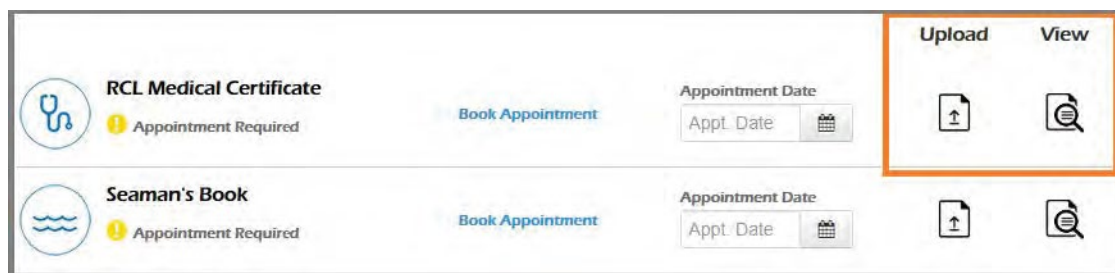 Upload View
RCL Medical Certificate
Appointment Required
Book Appointment
Appointment Date
Appt. Date
Seaman's Book
Appointment Required
Book Appointment
Appointment Date
Appt. Date